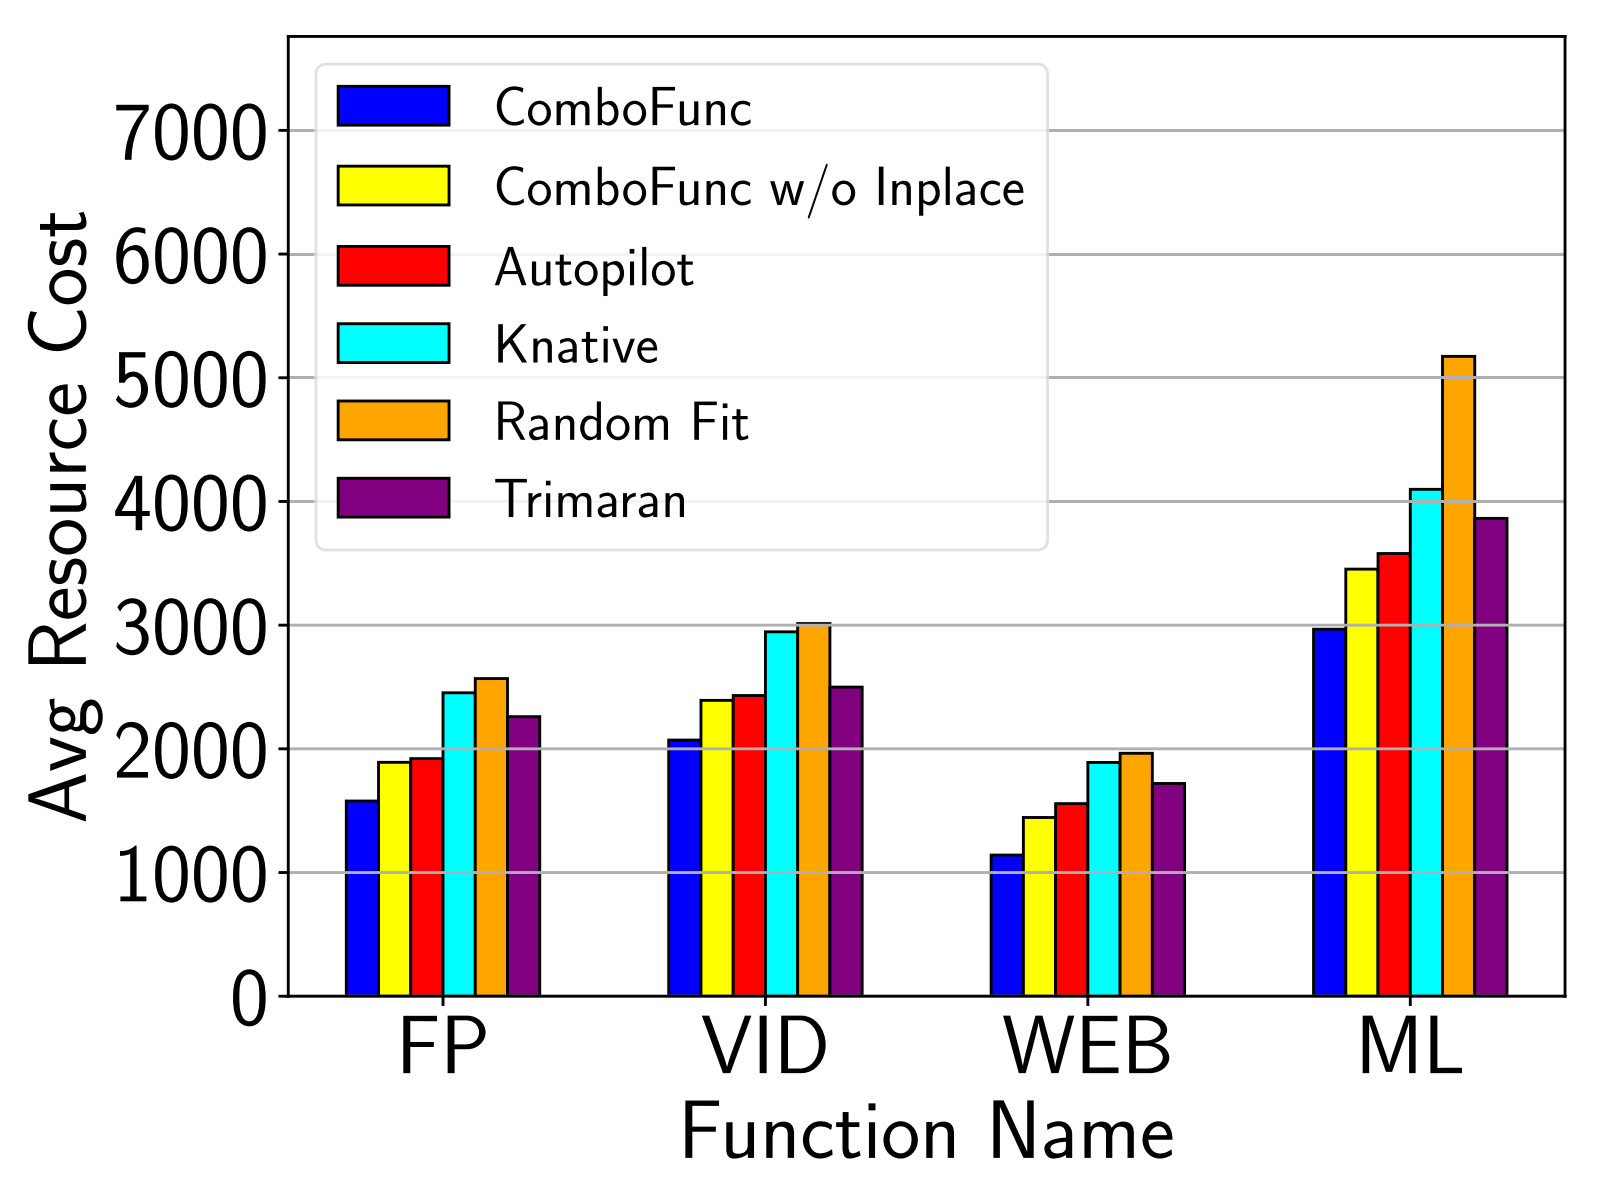 Avg Resource Cost
7000
6000
5000
4000
3000
2000
1000
0
ComboFunc
ComboFunc w/o Inplace
Autopilot
Knative
Random Fit
Trimaran
FP VID WEB ML
Function Name